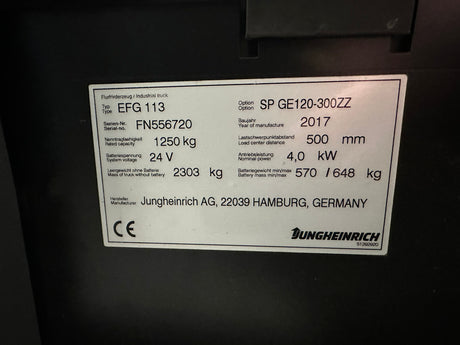 Flurförderzeug / Industrial truck
Typ EFG 113 Option SP GE120-300ZZ
Type Option
Serien-Nr. FN556720 Baujahr 2017
Serial-no. Year of manufacture
Nenntragfähigkeit 1250 kg Lastschwerpunktabstand 500 mm
Rated capacity Load center distance
Batteriespannung 24 V Antriebsleistung 4,0 kW
System voltage Nominal power
Leergewicht ohne Batterie 2303 kg Batteriegewicht min/max 570 / 648 kg
Mass of truck without battery Battery mass min/max
Hersteller Jungheinrich AG, 22039 HAMBURG, GERMANY
Manufacturer
CE JUNGHEINRICH